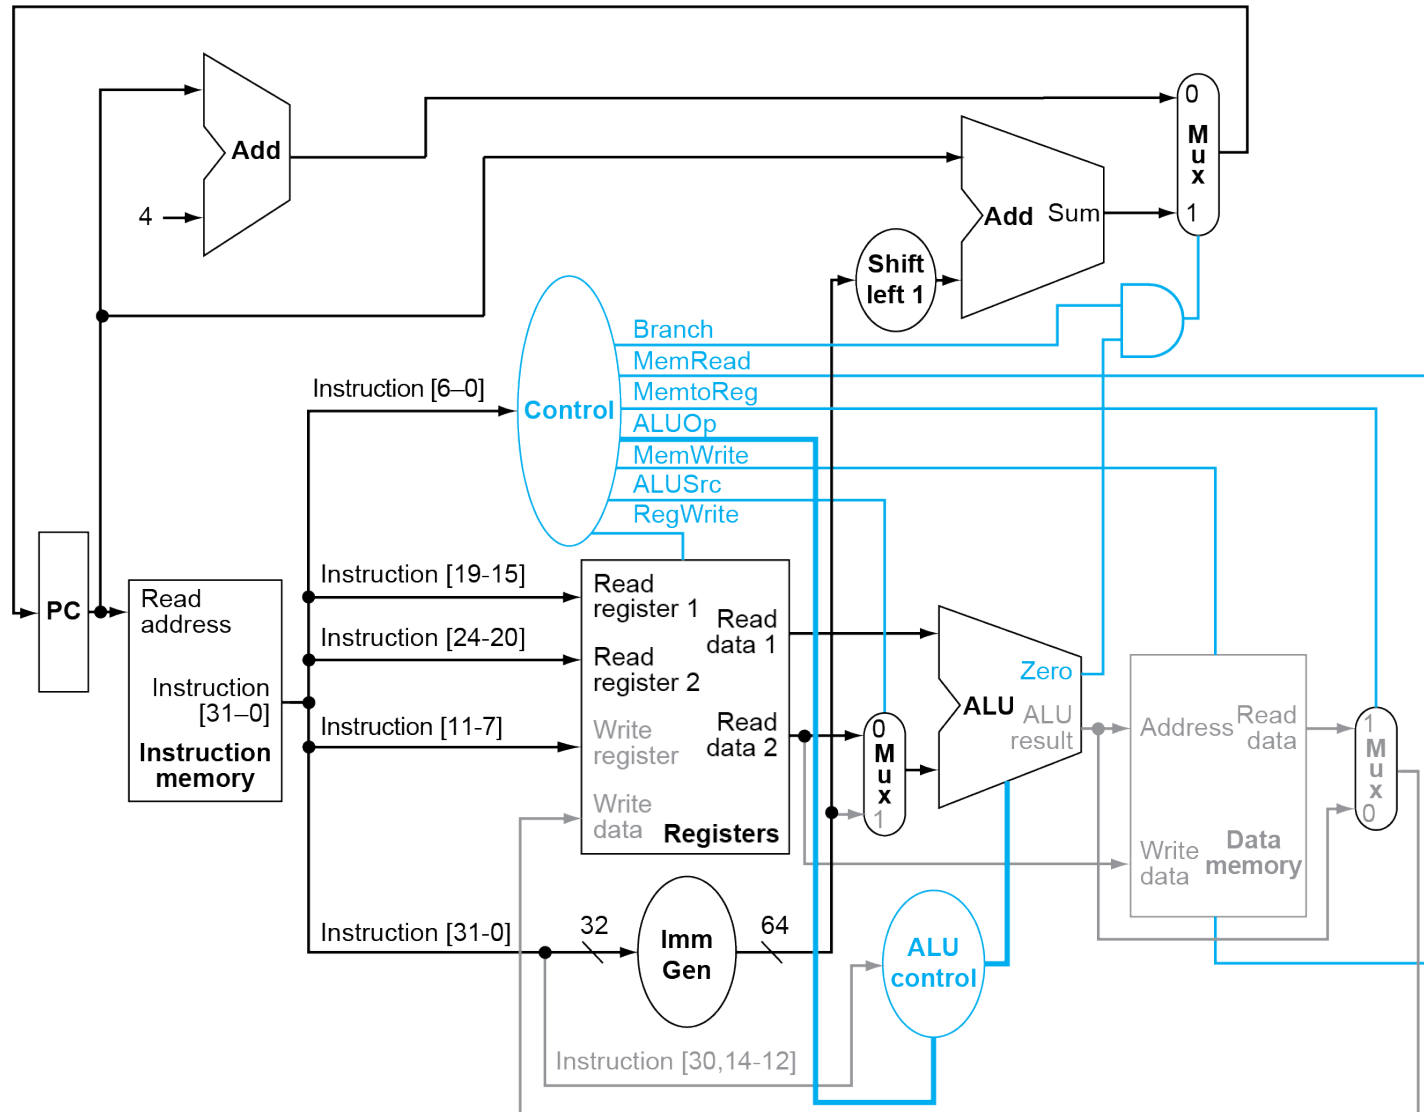 0
M
u
x
1
Add
4
Add Sum
Shift
left 1
Branch
MemRead
MemtoReg
ALUOp
MemWrite
ALUSrc
RegWrite
Instruction [6–0]
Control
PC
Read
address
Instruction
[31–0]
Instruction
memory
Instruction [19-15]
Instruction [24-20]
Instruction [11-7]
Instruction [31-0]
Read
register 1
Read
register 2
Write
register
Write
data
Read
data 1
Read
data 2
Registers
0
M
u
x
1
Zero
ALU
ALU
result
Address
Read
data
Write
data
Data
memory
1
M
u
x
0
32
Imm
Gen
64
ALU
control
Instruction [30,14-12]